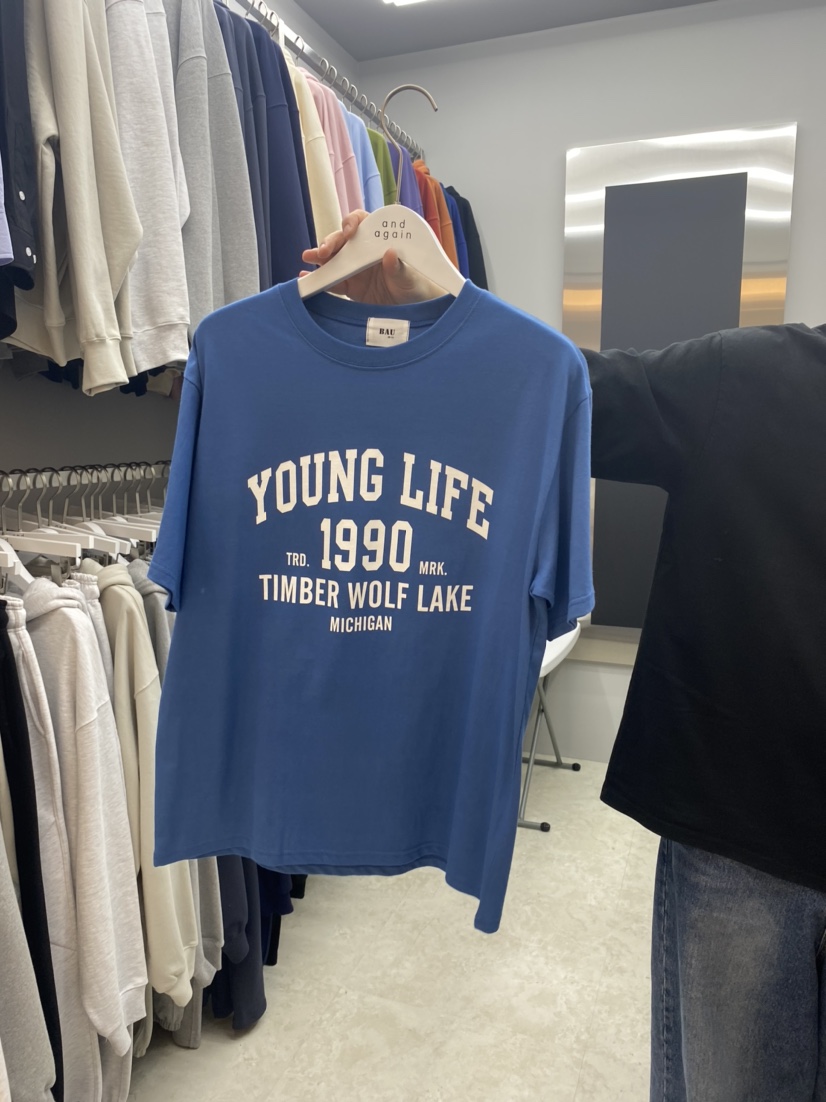 and
again
BAU
YOUNG LIFE
1990
TRD. MRK.
TIMBER WOLF LAKE
MICHIGAN